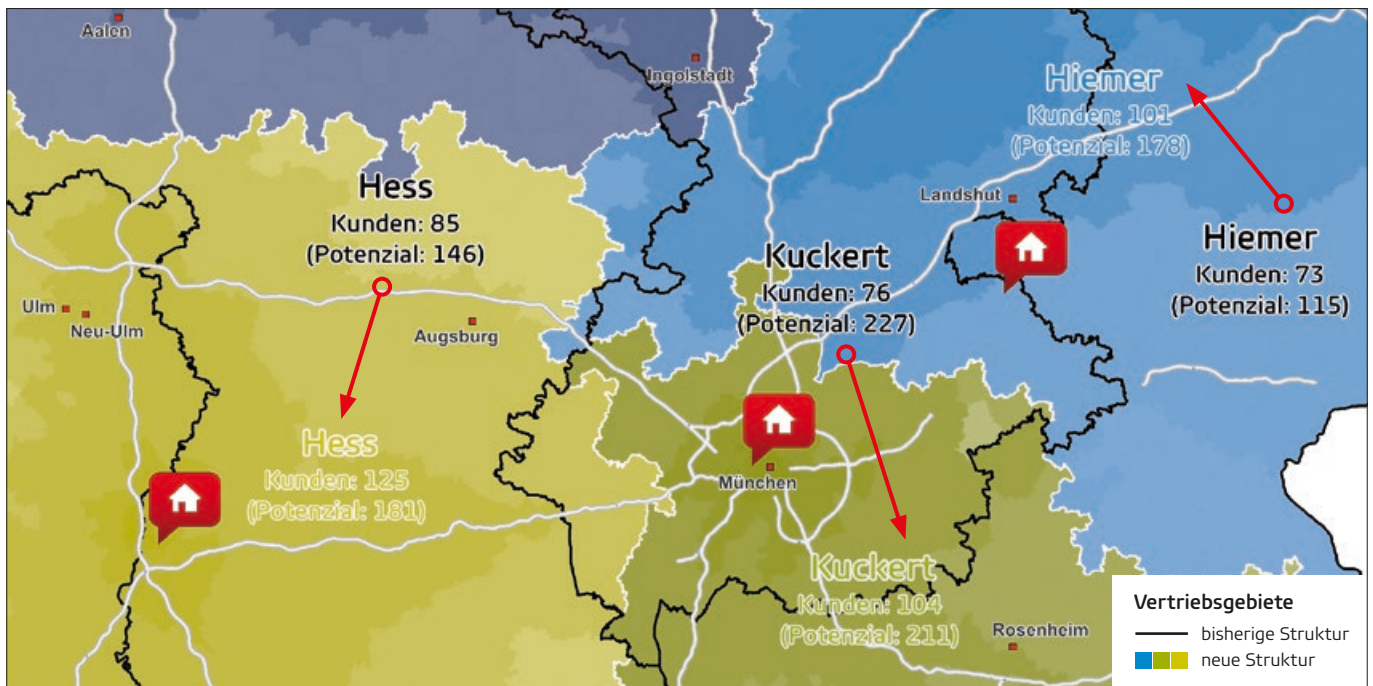 Aalen
Ingolstadt
Hiemer
Kunden: 101
(Potenzial: 178)
Hess
Kunden: 85
(Potenzial: 146)
Landshut
Hiemer
Kunden: 73
(Potenzial: 115)
Kuckert
Kunden: 76
(Potenzial: 227)
Ulm
Neu-Ulm
Augsburg
Hess
Kunden: 125
(Potenzial: 181)
München
Kuckert
Kunden: 104
(Potenzial: 211)
Rosenheim
Vertriebsgebiete
bisherige Struktur
neue Struktur